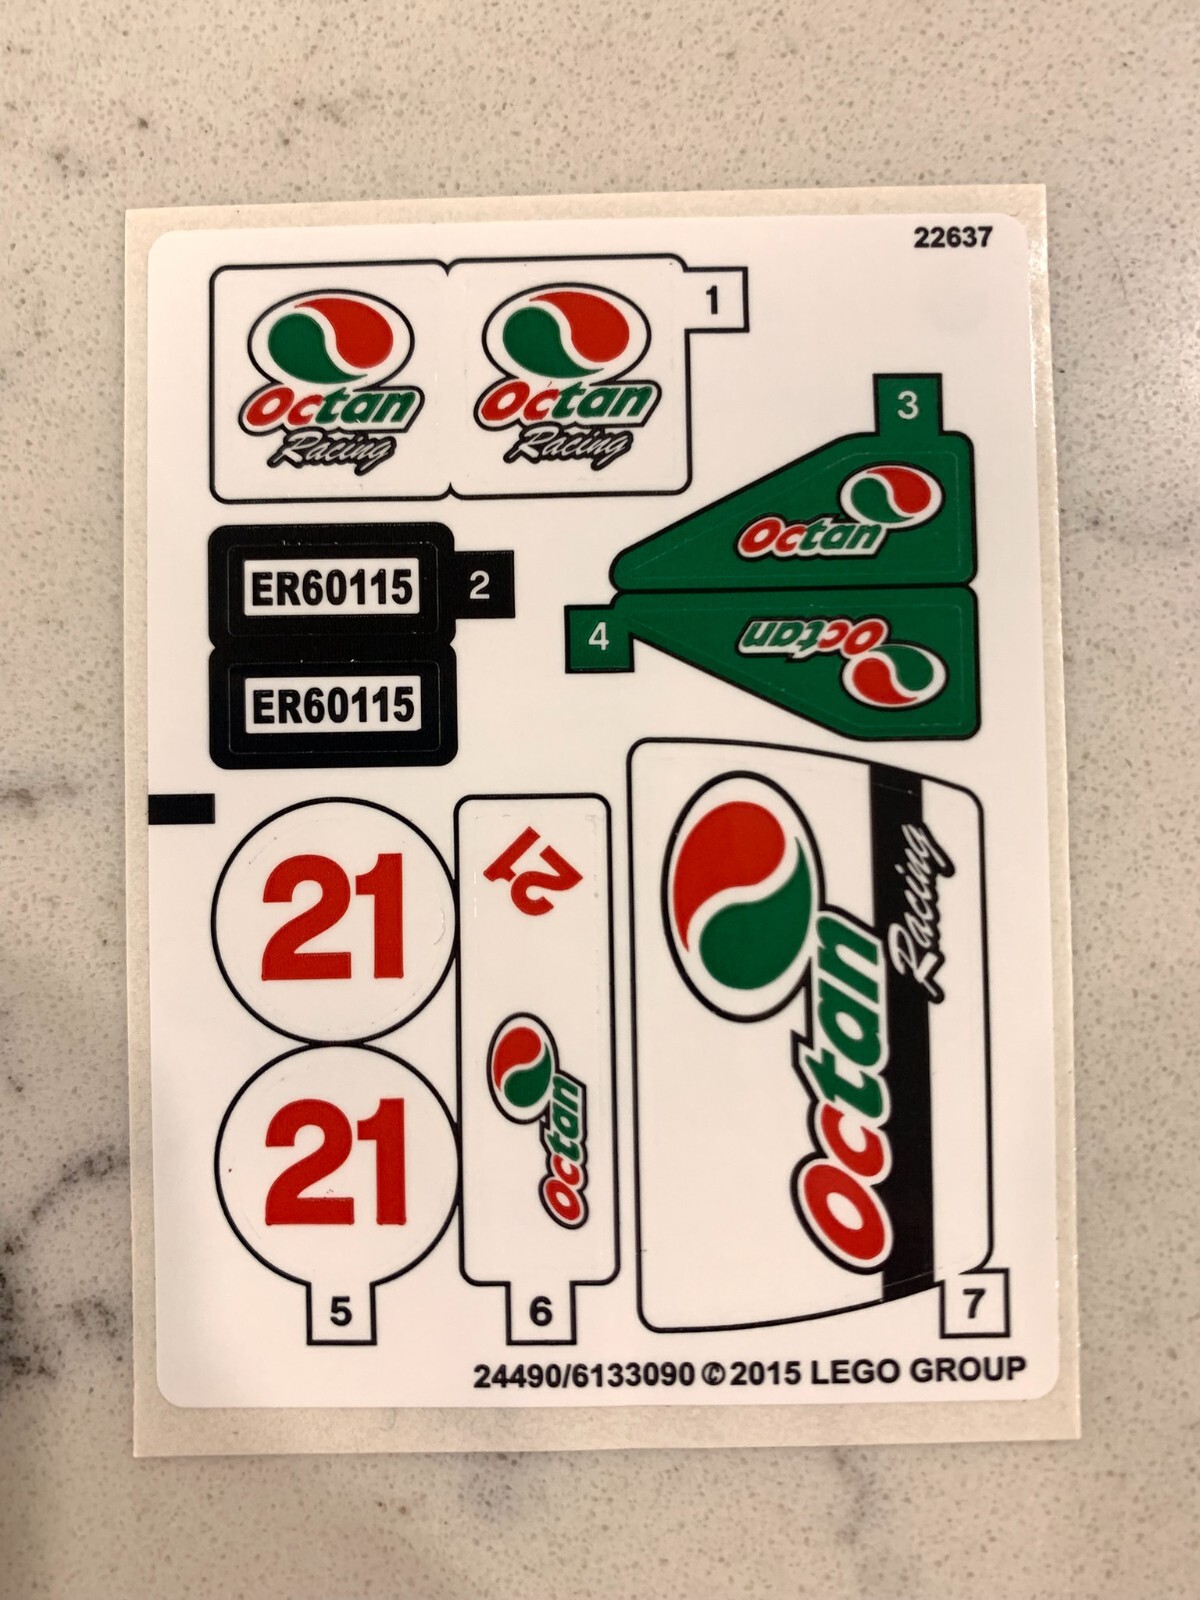 22637
1
Octan
Racing
Octan
Racing
3
Octan
ER60115
2
4
Octan
ER60115
21
21
Octan
Racing
21
Octan
5
6
7
24490/6133090 © 2015 LEGO GROUP